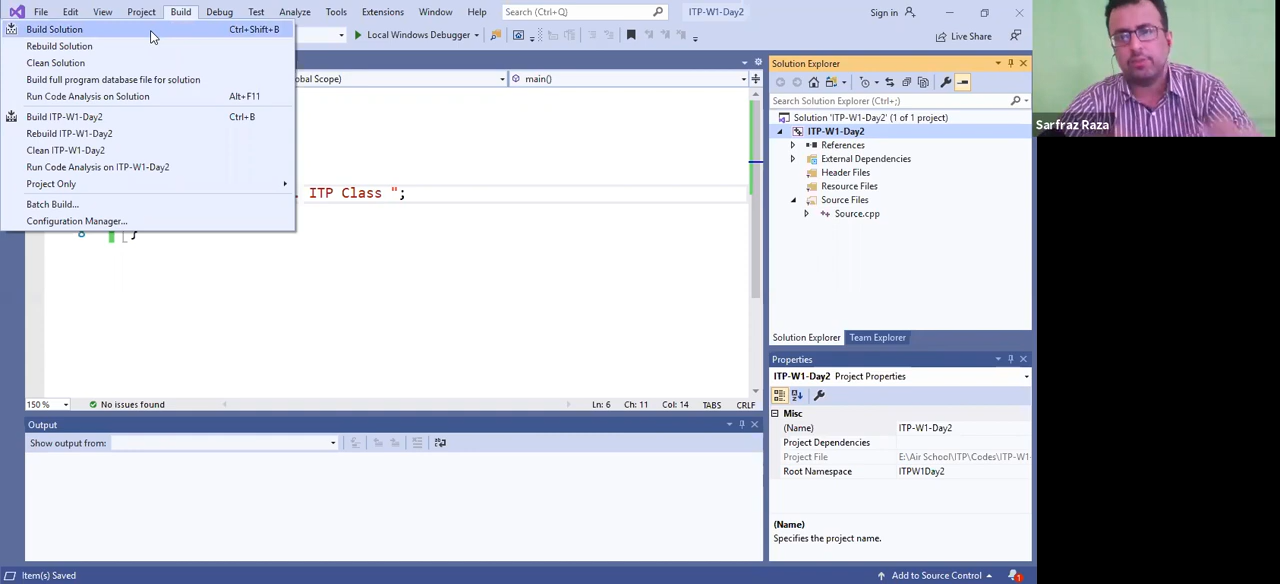 File Edit View Project Build Debug Test Analyze Tools Extensions Window Help Search (Ctrl+Q) ITP-W1-Day2 Sign in
Build Solution Ctrl+Shift+B
Local Windows Debugger
Live Share
Rebuild Solution
Clean Solution
Build full program database file for solution
Run Code Analysis on Solution Alt+F11
Build ITP-W1-Day2 Ctrl+B
Rebuild ITP-W1-Day2
Clean ITP-W1-Day2
Run Code Analysis on ITP-W1-Day2
Project Only
Batch Build...
Configuration Manager...
Scope) main()
ITP Class ";
8 }
150 % No issues found Ln: 6 Ch: 11 Col: 14 TABS CRLF
Output
Show output from:
Solution Explorer
Search Solution Explorer (Ctrl+;)
Solution 'ITP-W1-Day2' (1 of 1 project)
ITP-W1-Day2
References
External Dependencies
Header Files
Resource Files
Source Files
Source.cpp
Solution Explorer Team Explorer
Properties
ITP-W1-Day2 Project Properties
Misc
(Name) ITP-W1-Day2
Project Dependencies
Project File E:\Air School\ITP\Codes\ITP-W1-
Root Namespace ITPW1Day2
(Name)
Specifies the project name.
Item(s) Saved
Add to Source Control
1
Sarfraz Raza